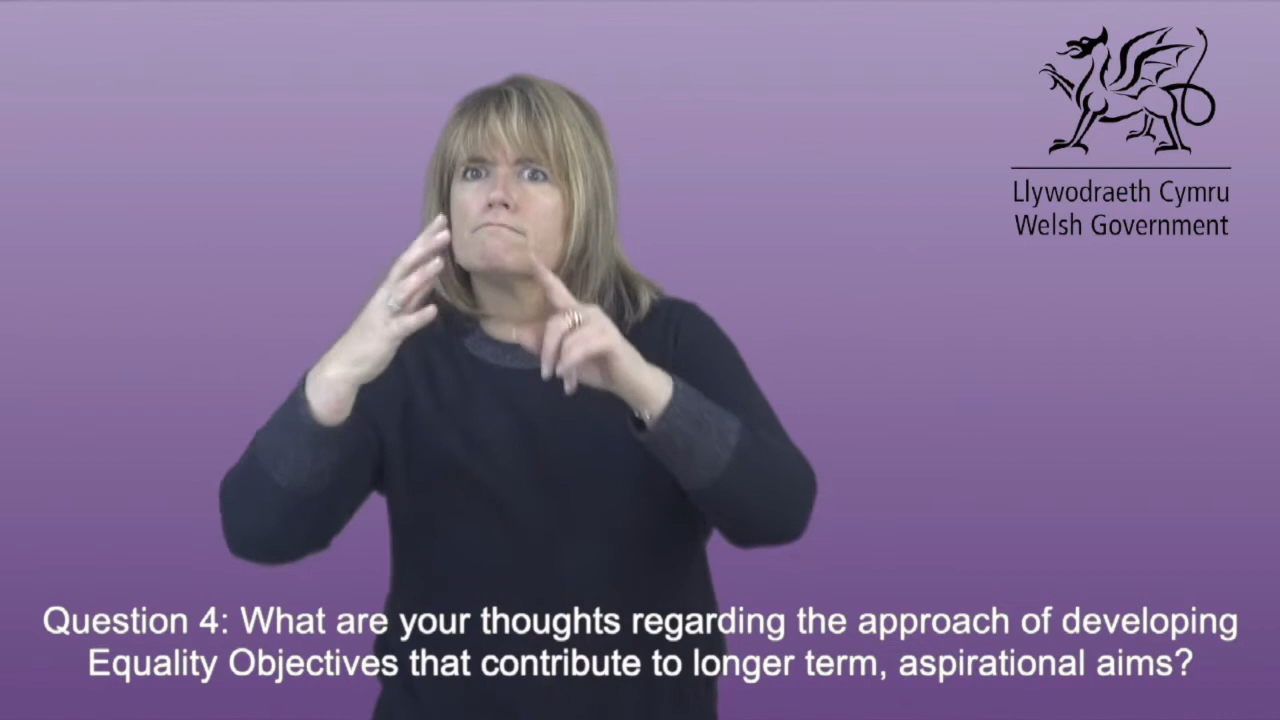 Llywodraeth Cymru
Welsh Government
Question 4: What are your thoughts regarding the approach of developing
Equality Objectives that contribute to longer term, aspirational aims?